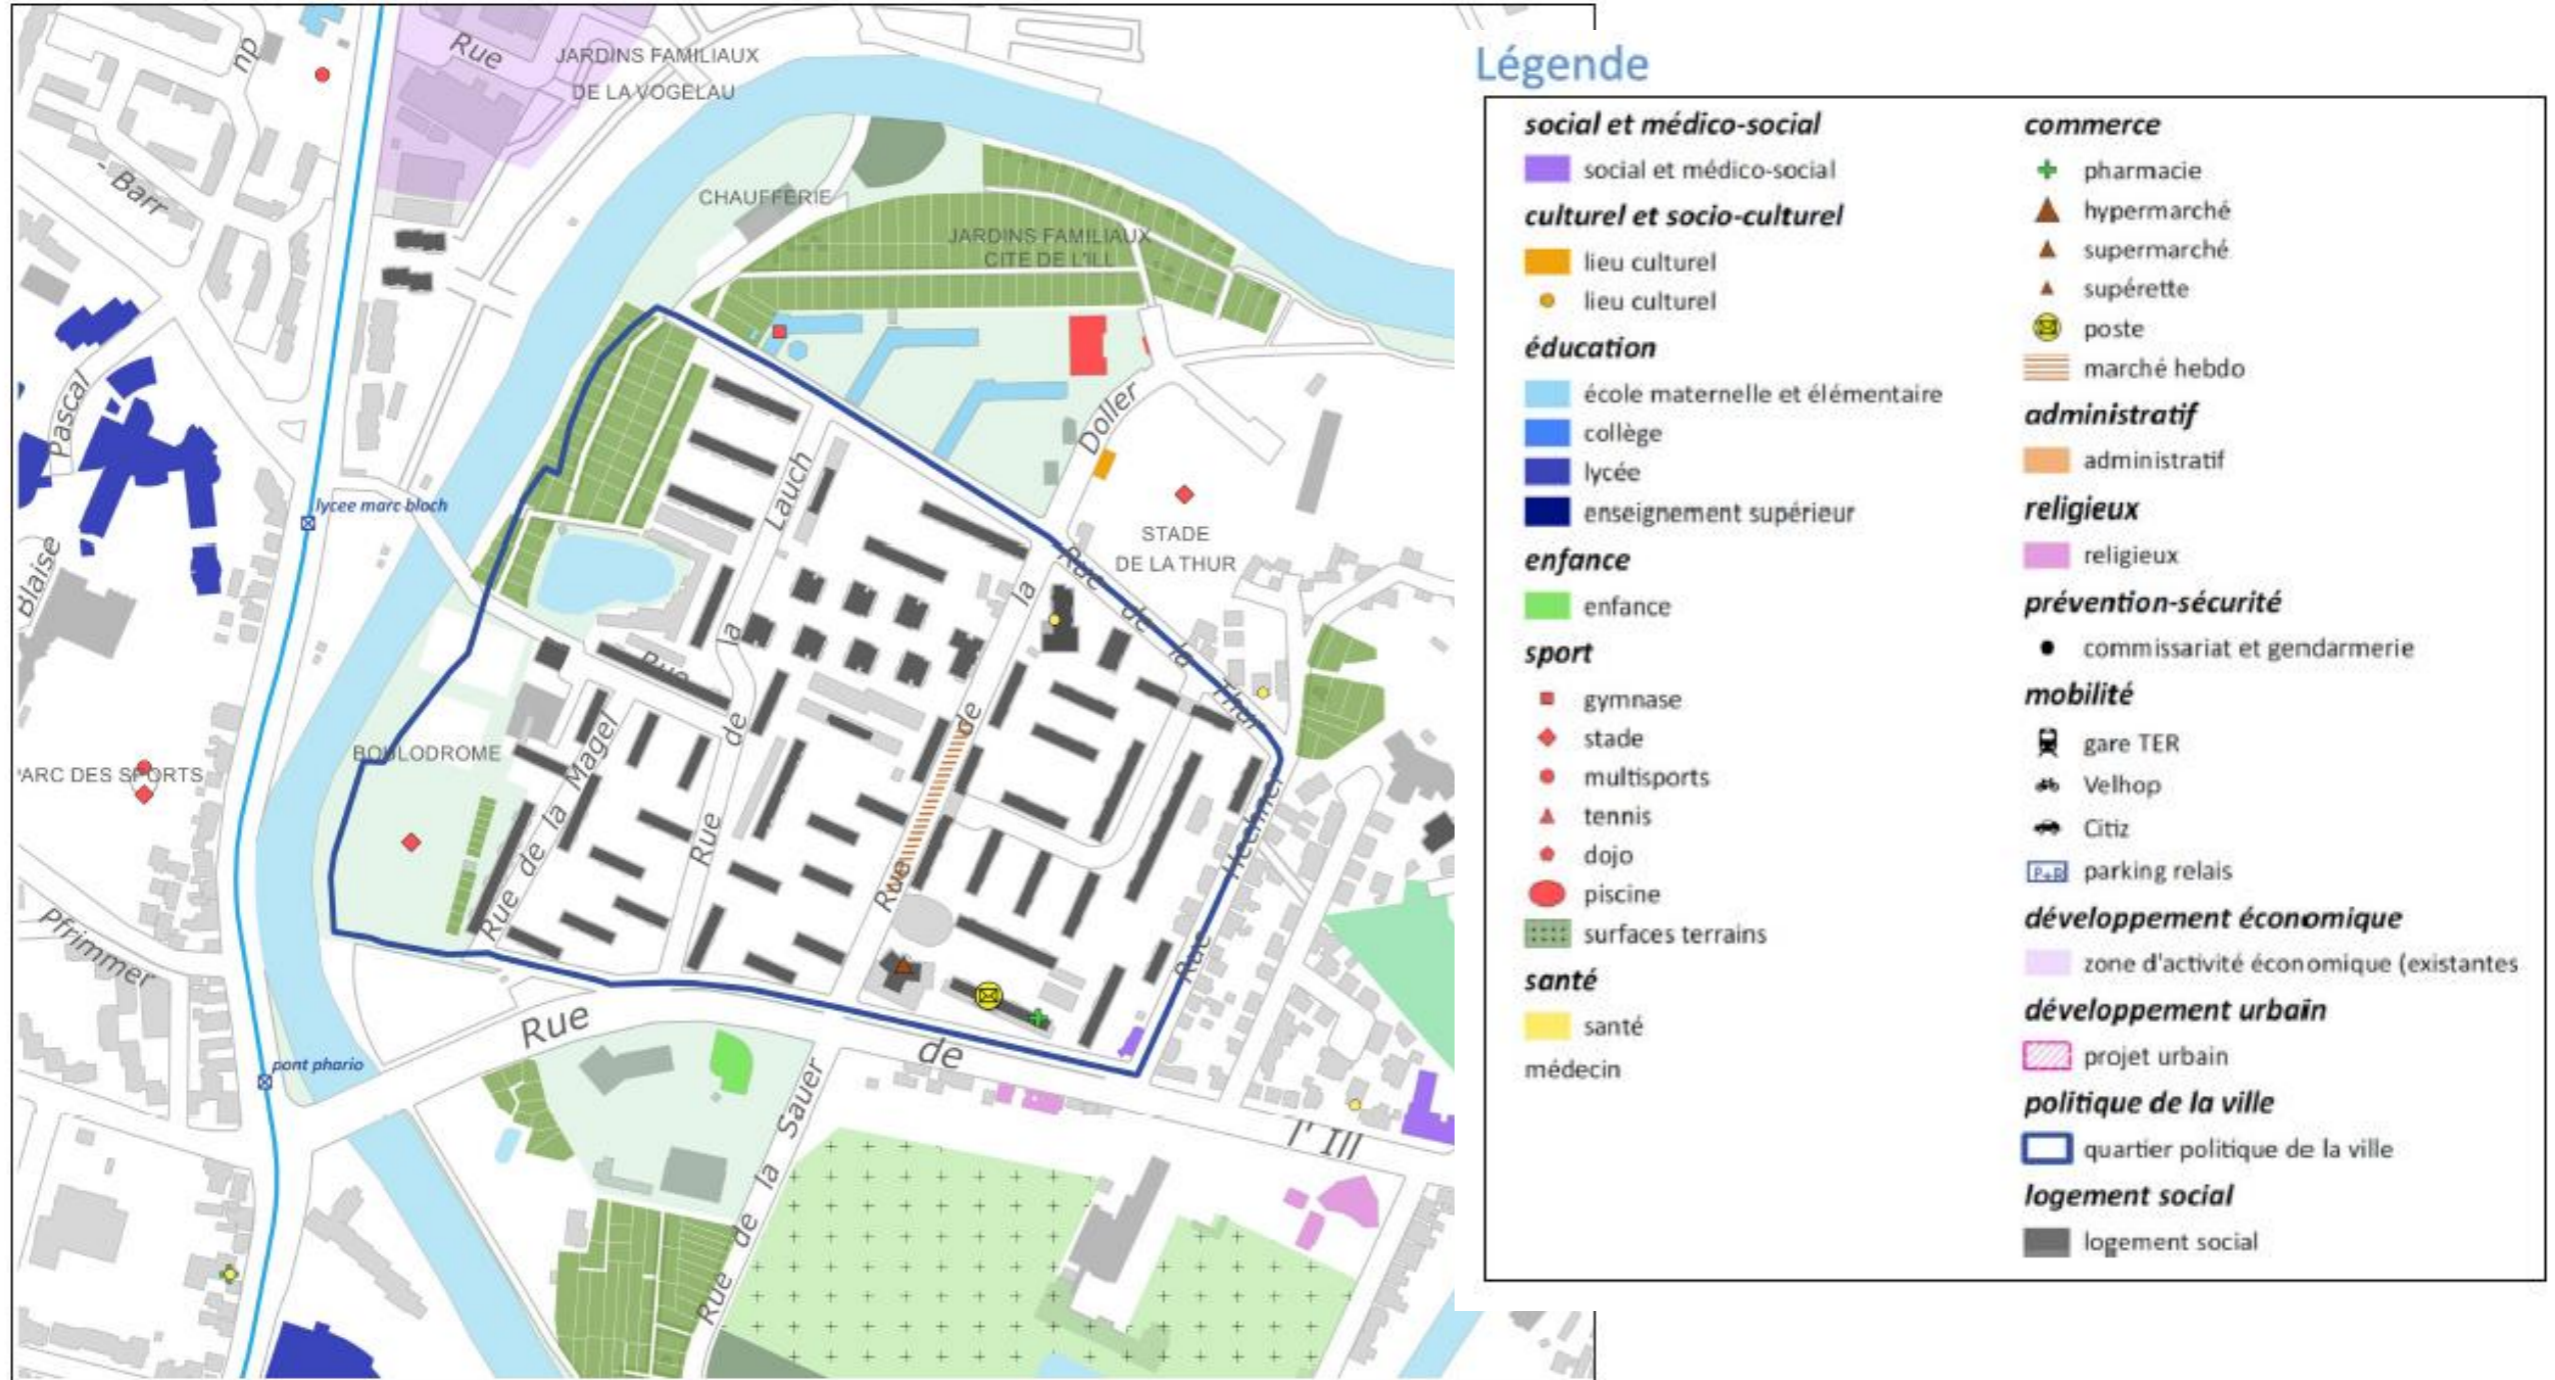 Rue
JARDINS FAMILIAUX
DE LA VOGELAU
np
- Barr
CHAUFFERIE
JARDINS FAMILIAUX
CITE DE L'ILL
Pascal
Blaise
lycee marc bloch
Doller
Lauch
la
de
Rue
STADE
DE LA THUR
Rue de la Thur
la
de
Rue
Rue
BOULODROME
'ARC DES SPORTS
Rue de la Magel
Rue Hechner
Pfrimmer
pont phario
Rue
de
l' Ill
Rue de la Sauer
Légende
social et médico-social
social et médico-social
culturel et socio-culturel
lieu culturel
lieu culturel
éducation
école maternelle et élémentaire
collège
lycée
enseignement supérieur
enfance
enfance
sport
gymnase
stade
multisports
tennis
dojo
piscine
surfaces terrains
santé
santé
médecin
commerce
pharmacie
hypermarché
supermarché
supérette
poste
marché hebdo
administratif
administratif
religieux
religieux
prévention-sécurité
commissariat et gendarmerie
mobilité
gare TER
Velhop
Citiz
P+R parking relais
développement économique
zone d'activité économique (existantes
développement urbain
projet urbain
politique de la ville
quartier politique de la ville
logement social
logement social